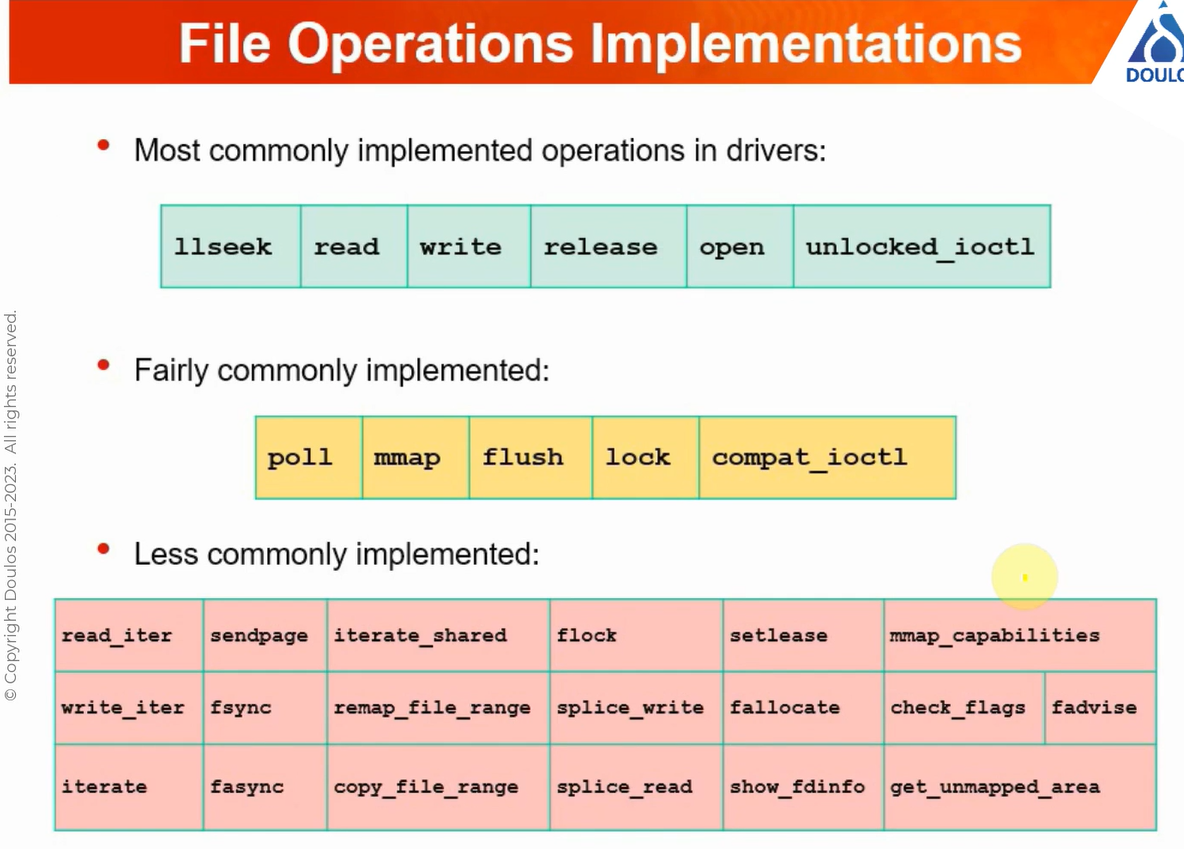 File Operations Implementations
DOULO
• Most commonly implemented operations in drivers:
llseek read write release open unlocked_ioctl
• Fairly commonly implemented:
poll mmap flush lock compat_ioctl
• Less commonly implemented:
read_iter sendpage iterate_shared flock setlease mmap_capabilities
write_iter fsync remap_file_range splice_write fallocate check_flags fadvise
iterate fasync copy_file_range splice_read show_fdinfo get_unmapped_area
© Copyright Doulos 2015-2023. All rights reserved.